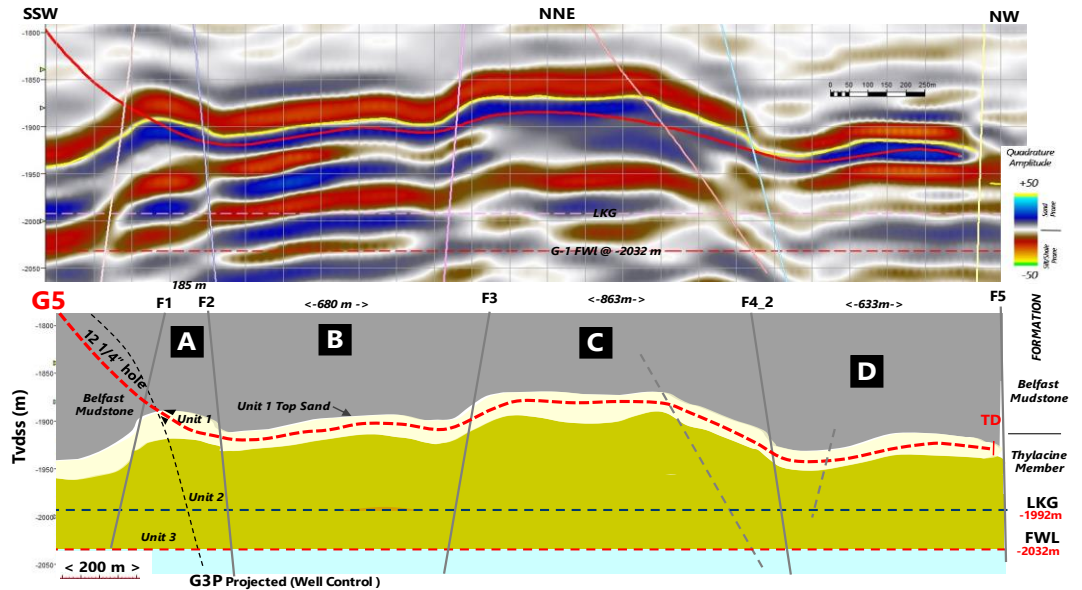 SSW
NNE
NW
-1800
-1850
-1900
-1950
-2000
-2050
0 50 100 150 200 250m
LKG
G-1 FWL @ -2032 m
Quadrature
Amplitude
+50
-50
Sand
Prone
Silt/Shale
Prone
185 m
G5
F1
F2
<-680 m ->
F3
<-863m->
F4_2
<-633m->
F5
A
B
C
D
FORMATION
-1800
-1850
-1900
-1950
-2000
-2050
Tvdss (m)
12 1/4” hole
Belfast
Mudstone
Unit 1
Unit 1 Top Sand
Unit 2
Unit 3
TD
Belfast
Mudstone
Thylacine
Member
LKG
-1992m
FWL
-2032m
< 200 m >
G3P Projected (Well Control )